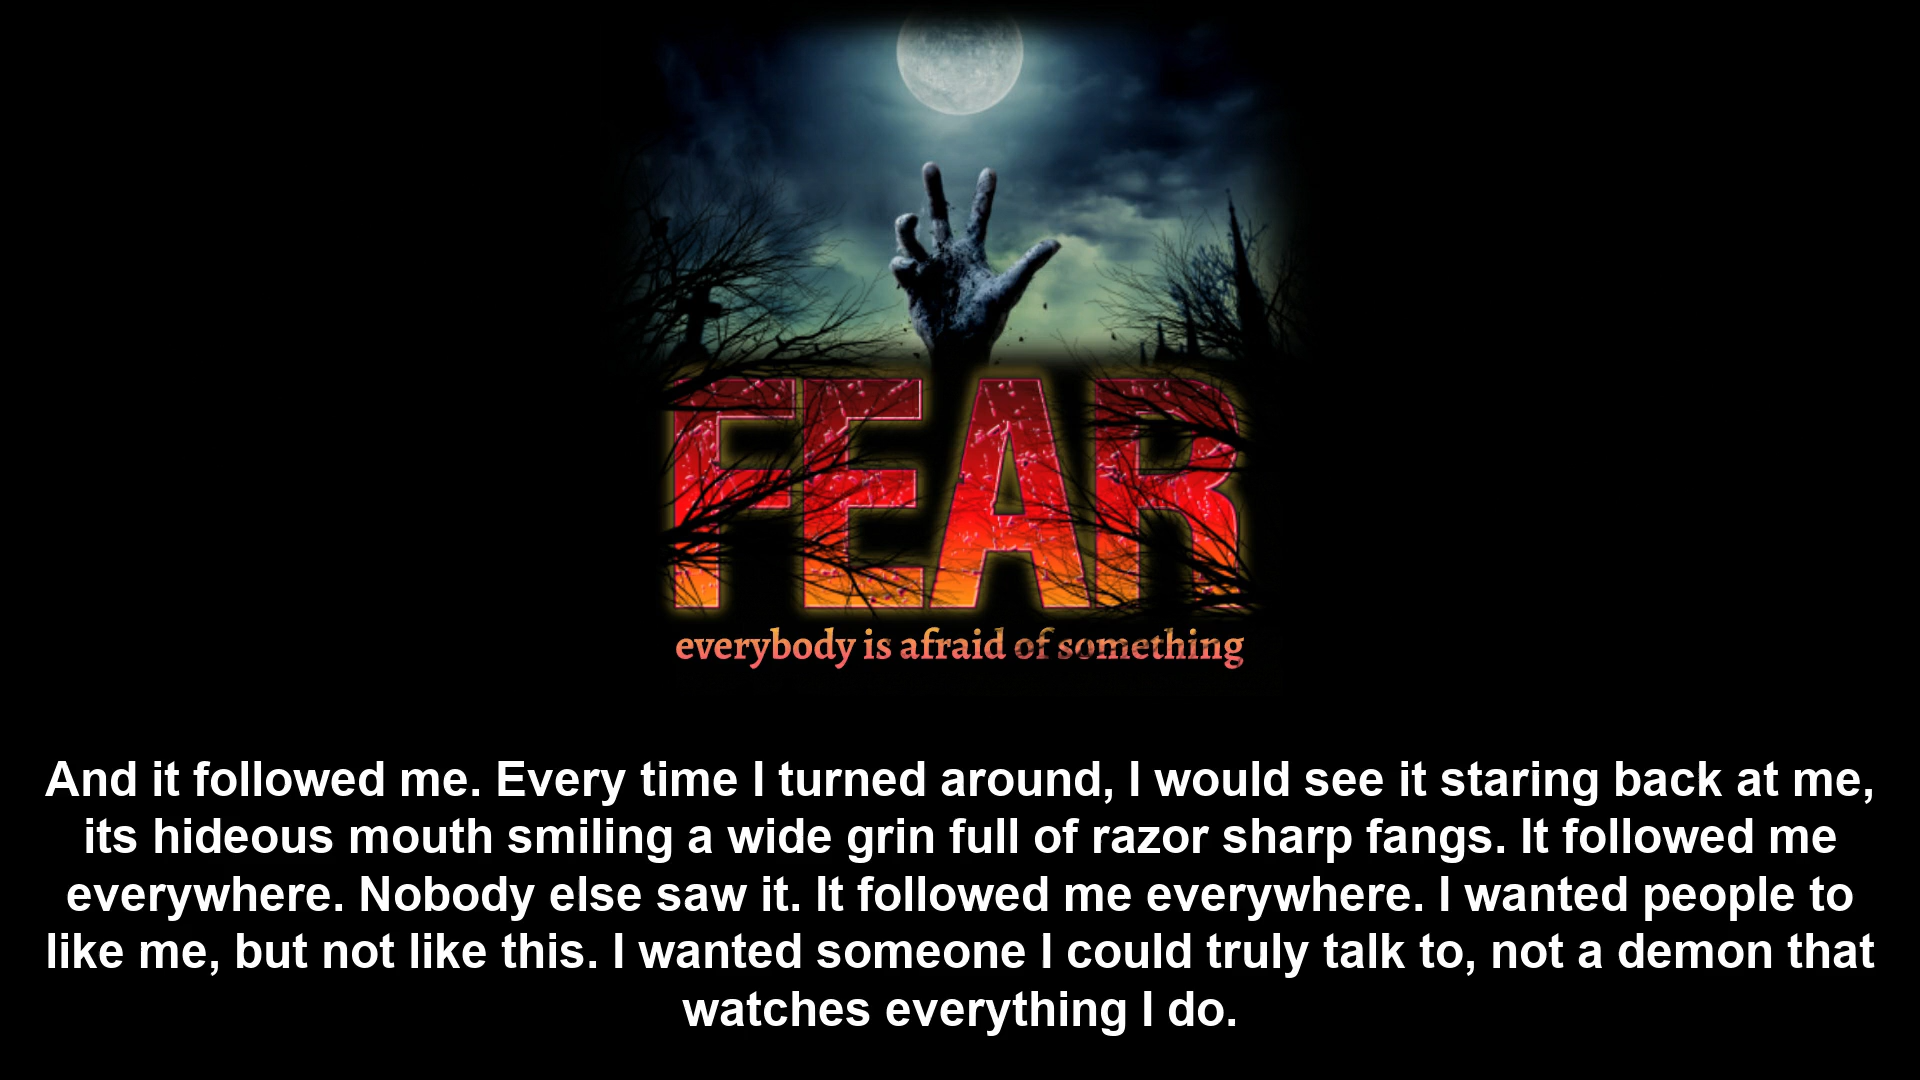 FEAR
everybody is afraid of something
And it followed me. Every time I turned around, I would see it staring back at me,
its hideous mouth smiling a wide grin full of razor sharp fangs. It followed me
everywhere. Nobody else saw it. It followed me everywhere. I wanted people to
like me, but not like this. I wanted someone I could truly talk to, not a demon that
watches everything I do.